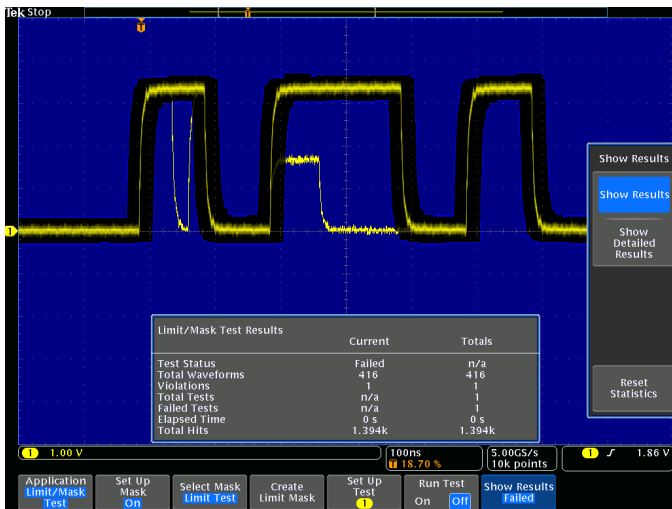 Tek Stop
T
T
1
Show Results
Show Results
Show
Detailed
Results
Reset
Statistics
Limit/Mask Test Results
Current Totals
Test Status Failed n/a
Total Waveforms 416 416
Violations 1 1
Total Tests n/a 1
Failed Tests n/a 1
Elapsed Time 0 s 0 s
Total Hits 1.394k 1.394k
1 1.00 V
100ns
T 18.70 %
5.00GS/s
10k points
1 1.86 V
Application
Limit/Mask
Test
Set Up
Mask
On
Select Mask
Limit Test
Create
Limit Mask
Set Up
Test
1
Run Test
On Off
Show Results
Failed